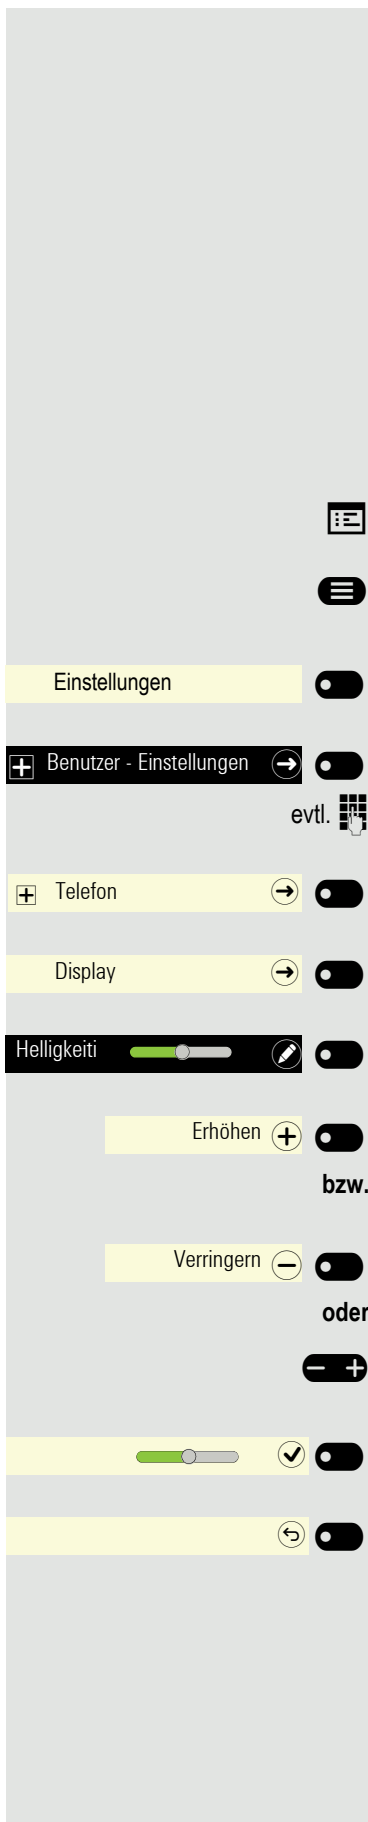 Einstellungen
Benutzer - Einstellungen
evtl.
Telefon
Display
Helligkeiti
Erhöhen
bzw.
Verringern
oder